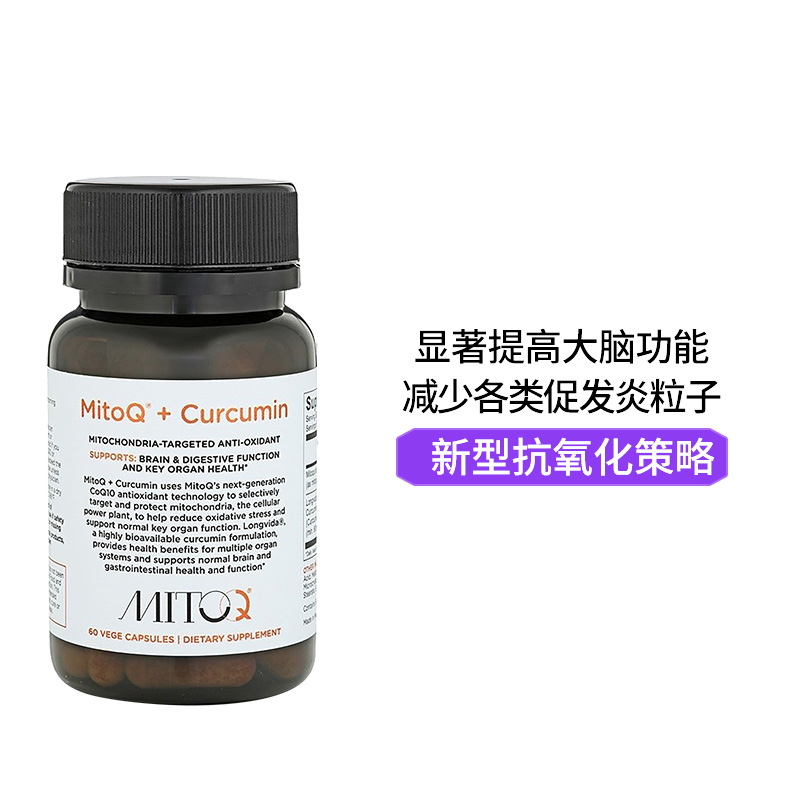 MitoQ® + Curcumin
MITOCHONDRIA-TARGETED ANTI-OXIDANT
SUPPORTS: BRAIN & DIGESTIVE FUNCTION
AND KEY ORGAN HEALTH*
MitoQ + Curcumin uses MitoQ's next-generation
CoQ10 antioxidant technology to selectively
target and protect mitochondria, the cellular
power plant, to help reduce oxidative stress and
support normal key organ function. Longvida®,
a highly bioavailable curcumin formulation,
provides health benefits for multiple organ
systems and supports normal brain and
gastrointestinal health and function*
MITOQ®
60 VEGE CAPSULES | DIETARY SUPPLEMENT
显著提高大脑功能
减少各类促发炎粒子
新型抗氧化策略